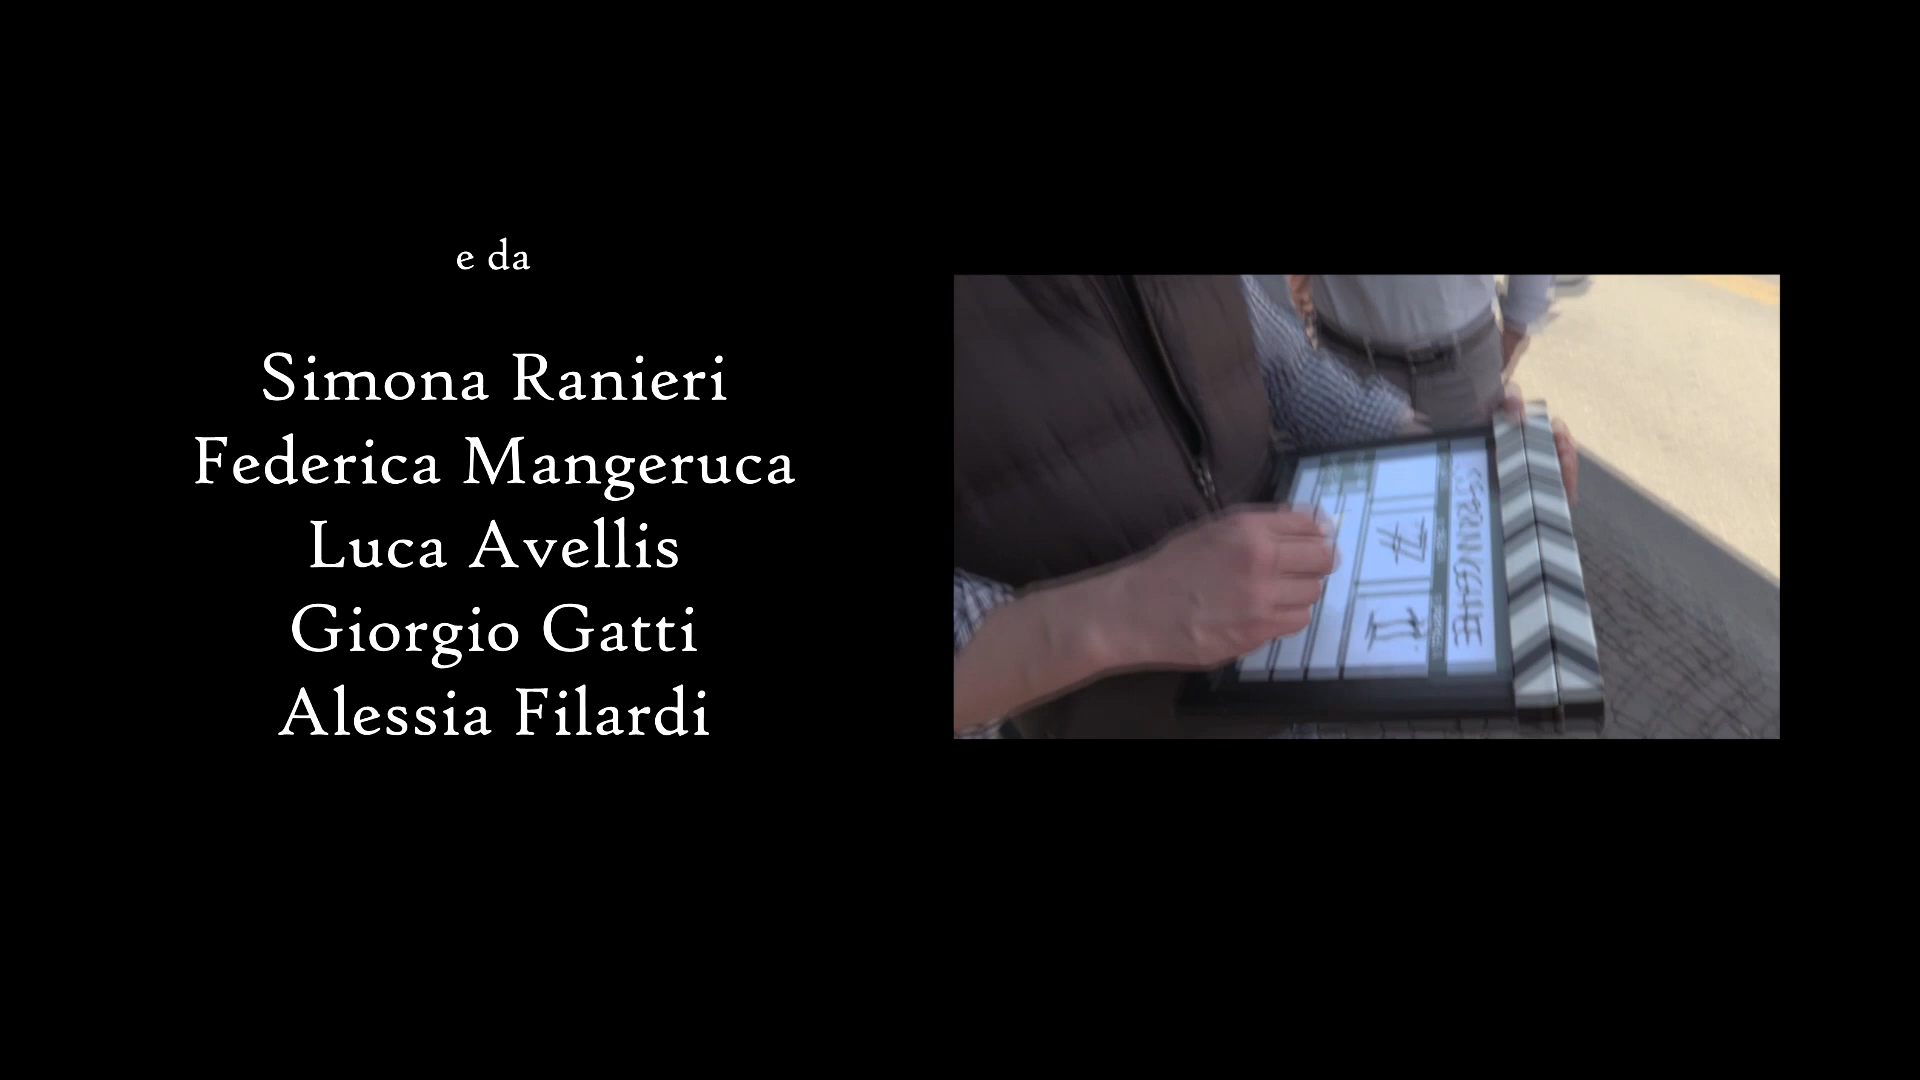 e da
Simona Ranieri
Federica Mangeruca
Luca Avellis
Giorgio Gatti
Alessia Filardi